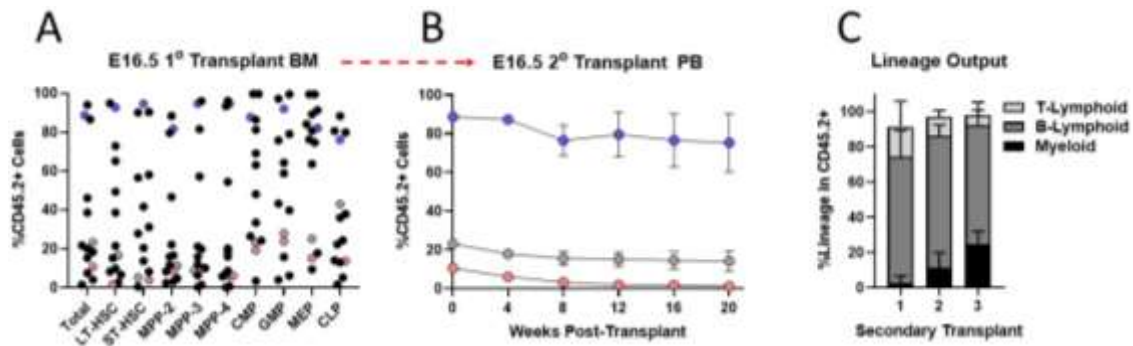 A
B
C
E16.5 1º Transplant BM
E16.5 2º Transplant PB
Lineage Output
%CD45.2+ Cells
100
80
60
40
20
0
Total
LT-HSC
ST-HSC
MPP-2
MPP-3
MPP-4
CMP
GMP
MEP
CLP
%CD45.2+ Cells
100
80
60
40
20
0
0
4
8
12
16
20
Weeks Post-Transplant
%Lineage in CD45.2+
100
80
60
40
20
0
1
2
3
Secondary Transplant
T-Lymphoid
B-Lymphoid
Myeloid